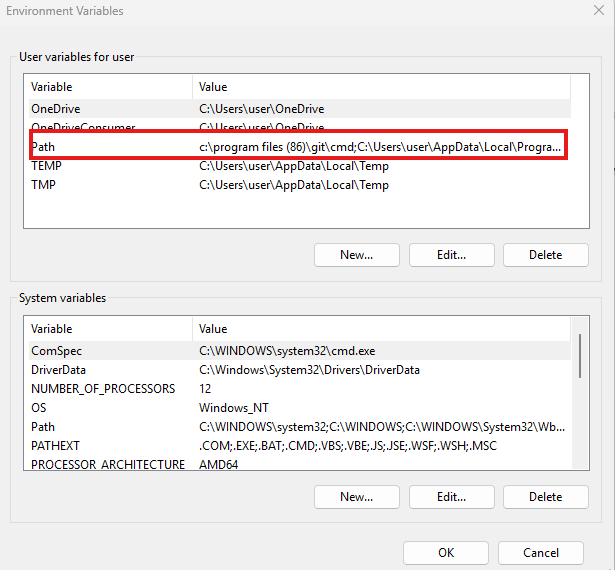 Environment Variables
User variables for user
Variable Value
OneDrive C:\Users\user\OneDrive
OneDriveConsumer C:\Users\user\OneDrive
Path c:\program files (86)\git\cmd;C:\Users\user\AppData\Local\Progra...
TEMP C:\Users\user\AppData\Local\Temp
TMP C:\Users\user\AppData\Local\Temp
New... Edit... Delete
System variables
Variable Value
ComSpec C:\WINDOWS\system32\cmd.exe
DriverData C:\Windows\System32\Drivers\DriverData
NUMBER_OF_PROCESSORS 12
OS Windows_NT
Path C:\WINDOWS\system32;C:\WINDOWS;C:\WINDOWS\System32\Wb...
PATHEXT .COM;.EXE;.BAT;.CMD;.VBS;.VBE;.JS;.JSE;.WSF;.WSH;.MSC
PROCESSOR_ARCHITECTURE AMD64
New... Edit... Delete
OK Cancel